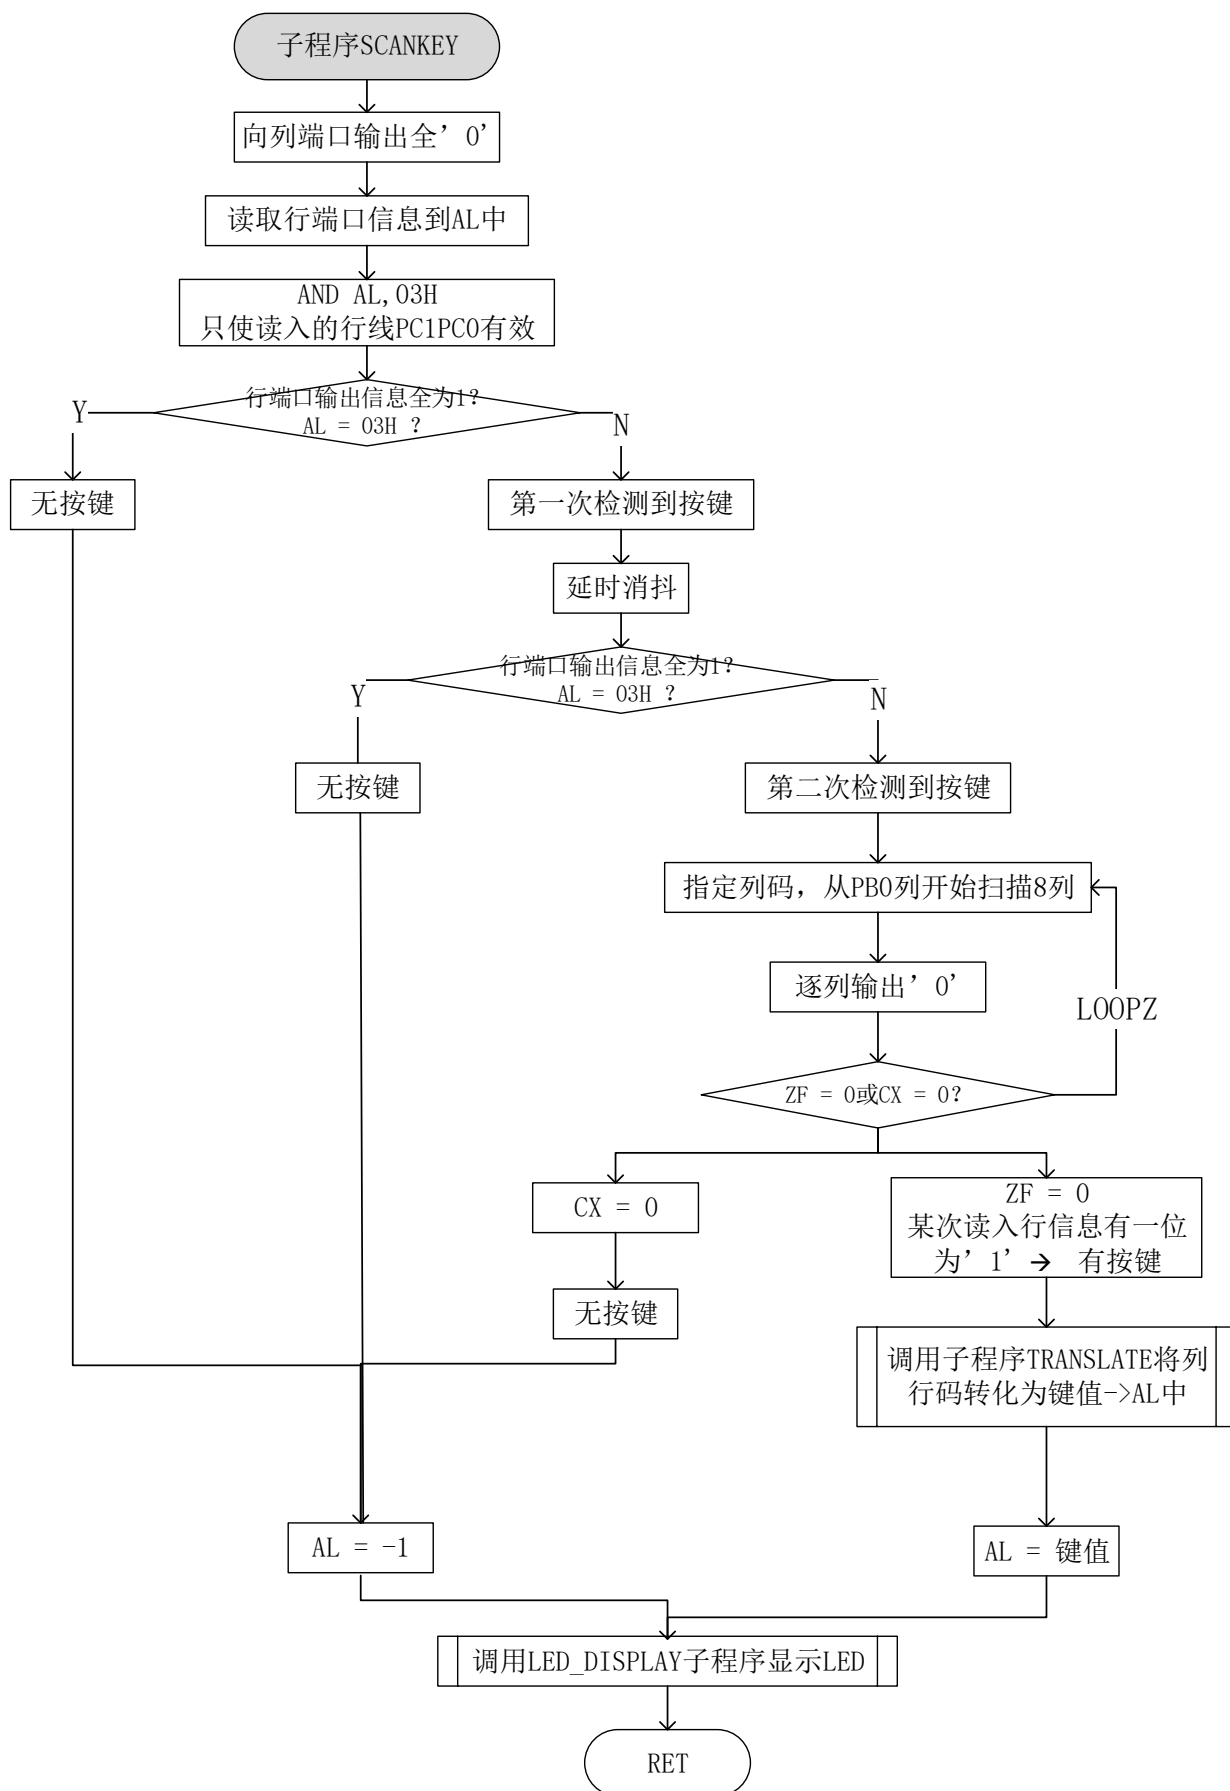 子程序SCANKEY
向列端口输出全’0’
读取行端口信息到AL中
AND AL,03H
只使读入的行线PC1PC0有效
行端口输出信息全为1?
AL = 03H ?
Y
N
无按键
第一次检测到按键
延时消抖
行端口输出信息全为1?
AL = 03H ?
Y
N
无按键
第二次检测到按键
指定列码，从PB0列开始扫描8列
逐列输出’0’
LOOPZ
ZF = 0或CX = 0?
CX = 0
ZF = 0
某次读入行信息有一位
为’1’→ 有按键
无按键
调用子程序TRANSLATE将列
行码转化为键值->AL中
AL = -1
AL = 键值
调用LED_DISPLAY子程序显示LED
RET